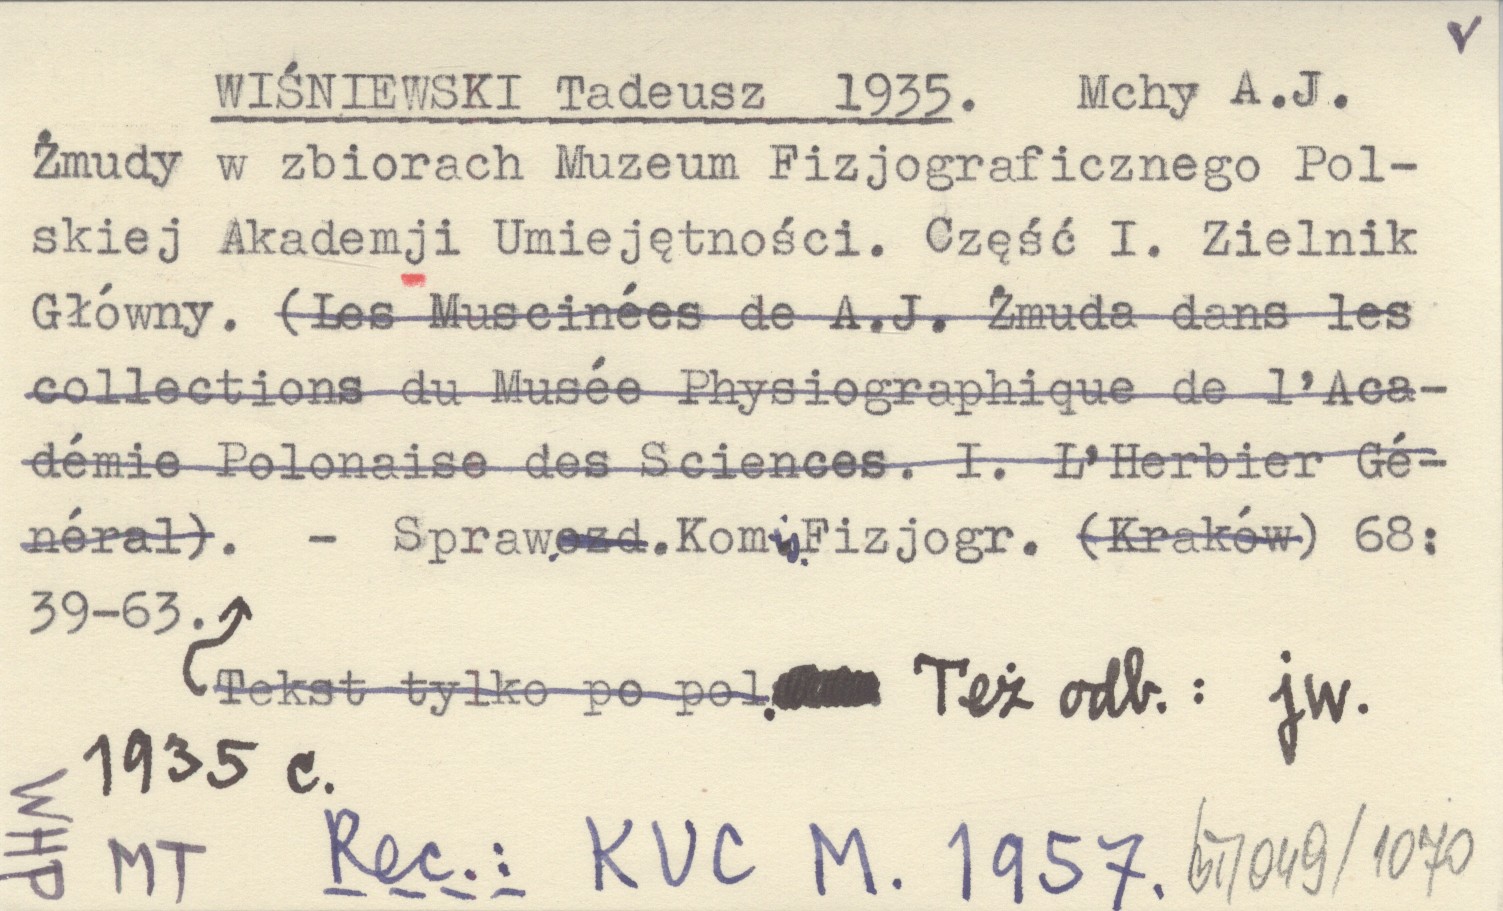 WIŚNIEWSKI Tadeusz 1935. Mchy A.J.
Żmudy w zbiorach Muzeum Fizjograficznego Pol-
skiej Akademji Umiejętności. Część I. Zielnik
Główny. (Les Muscinées de A.J. Żmuda dans les
collections du Musée Physiographique de l'Aca-
démie Polonaise des Sciences. I. L'Herbier Gé-
néral). - Sprawozd.Kom.Fizjogr. (Kraków) 68:
39-63.
Tekst tylko po pol. Też odb.: jw.
1935 c.
WHP
MT Rec.: KUC M. 1957. /049/1070